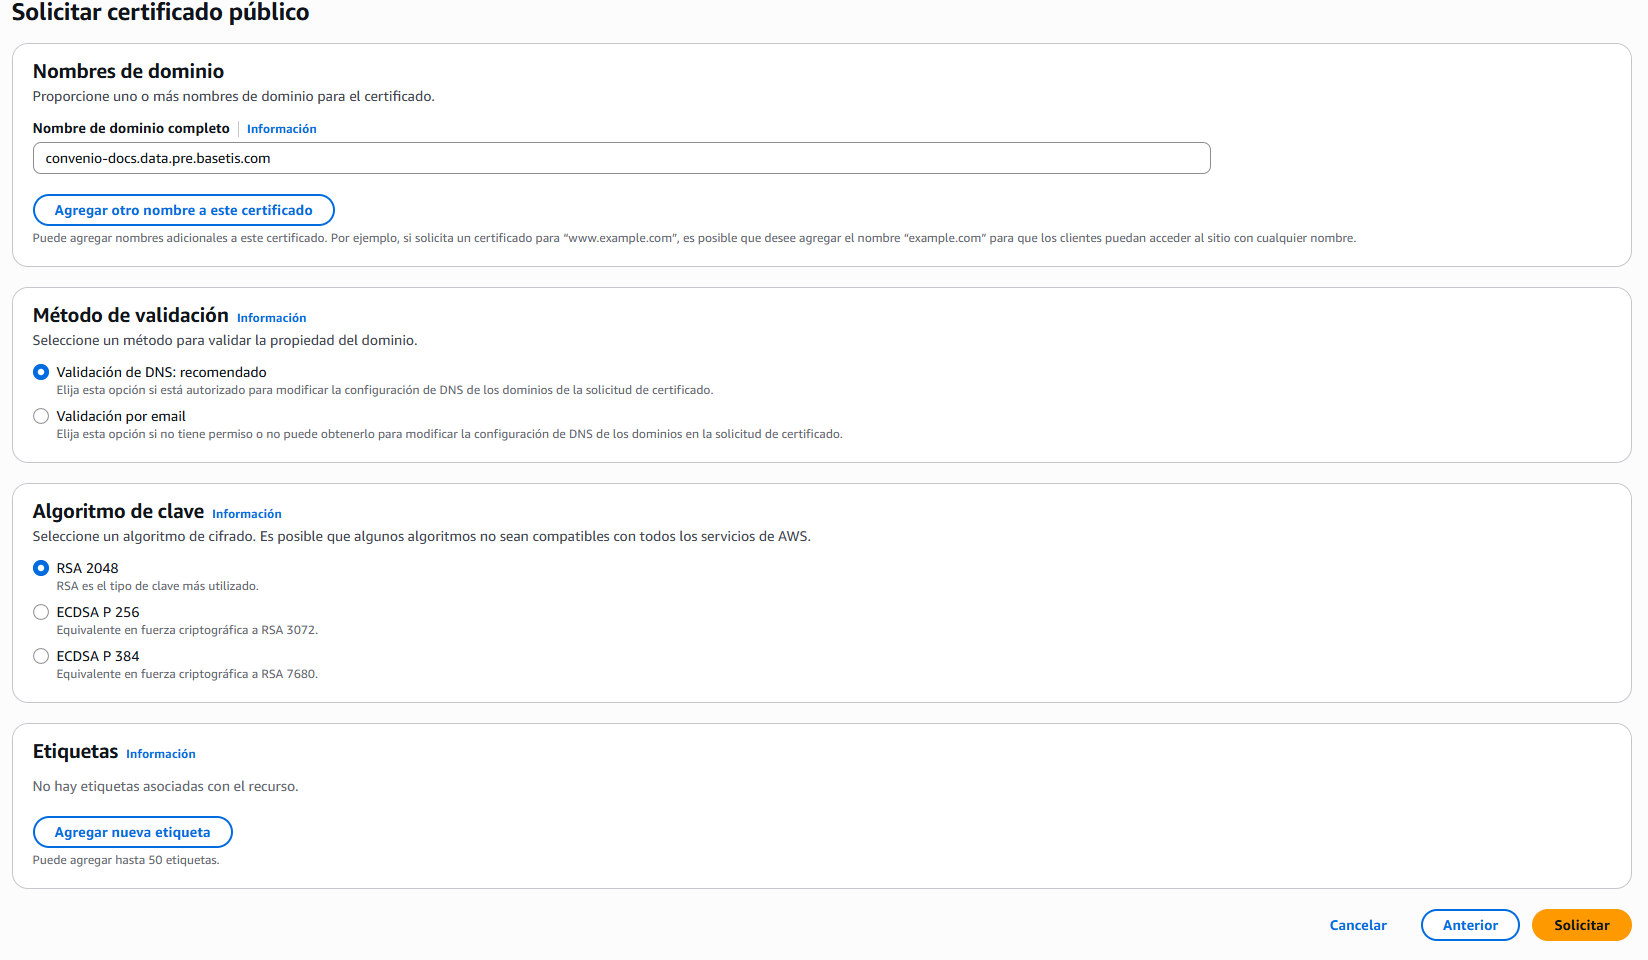 Solicitar certificado público
Nombres de dominio
Proporcione uno o más nombres de dominio para el certificado.
Nombre de dominio completo Información
convenio-docs.data.pre.basetis.com
Agregar otro nombre a este certificado
Puede agregar nombres adicionales a este certificado. Por ejemplo, si solicita un certificado para “www.example.com”, es posible que desee agregar el nombre “example.com” para que los clientes puedan acceder al sitio con cualquier nombre.
Método de validación Información
Seleccione un método para validar la propiedad del dominio.
Validación de DNS: recomendado
Elija esta opción si está autorizado para modificar la configuración de DNS de los dominios de la solicitud de certificado.
Validación por email
Elija esta opción si no tiene permiso o no puede obtenerlo para modificar la configuración de DNS de los dominios en la solicitud de certificado.
Algoritmo de clave Información
Seleccione un algoritmo de cifrado. Es posible que algunos algoritmos no sean compatibles con todos los servicios de AWS.
RSA 2048
RSA es el tipo de clave más utilizado.
ECDSA P 256
Equivalente en fuerza criptográfica a RSA 3072.
ECDSA P 384
Equivalente en fuerza criptográfica a RSA 7680.
Etiquetas Información
No hay etiquetas asociadas con el recurso.
Agregar nueva etiqueta
Puede agregar hasta 50 etiquetas.
Cancelar Anterior Solicitar